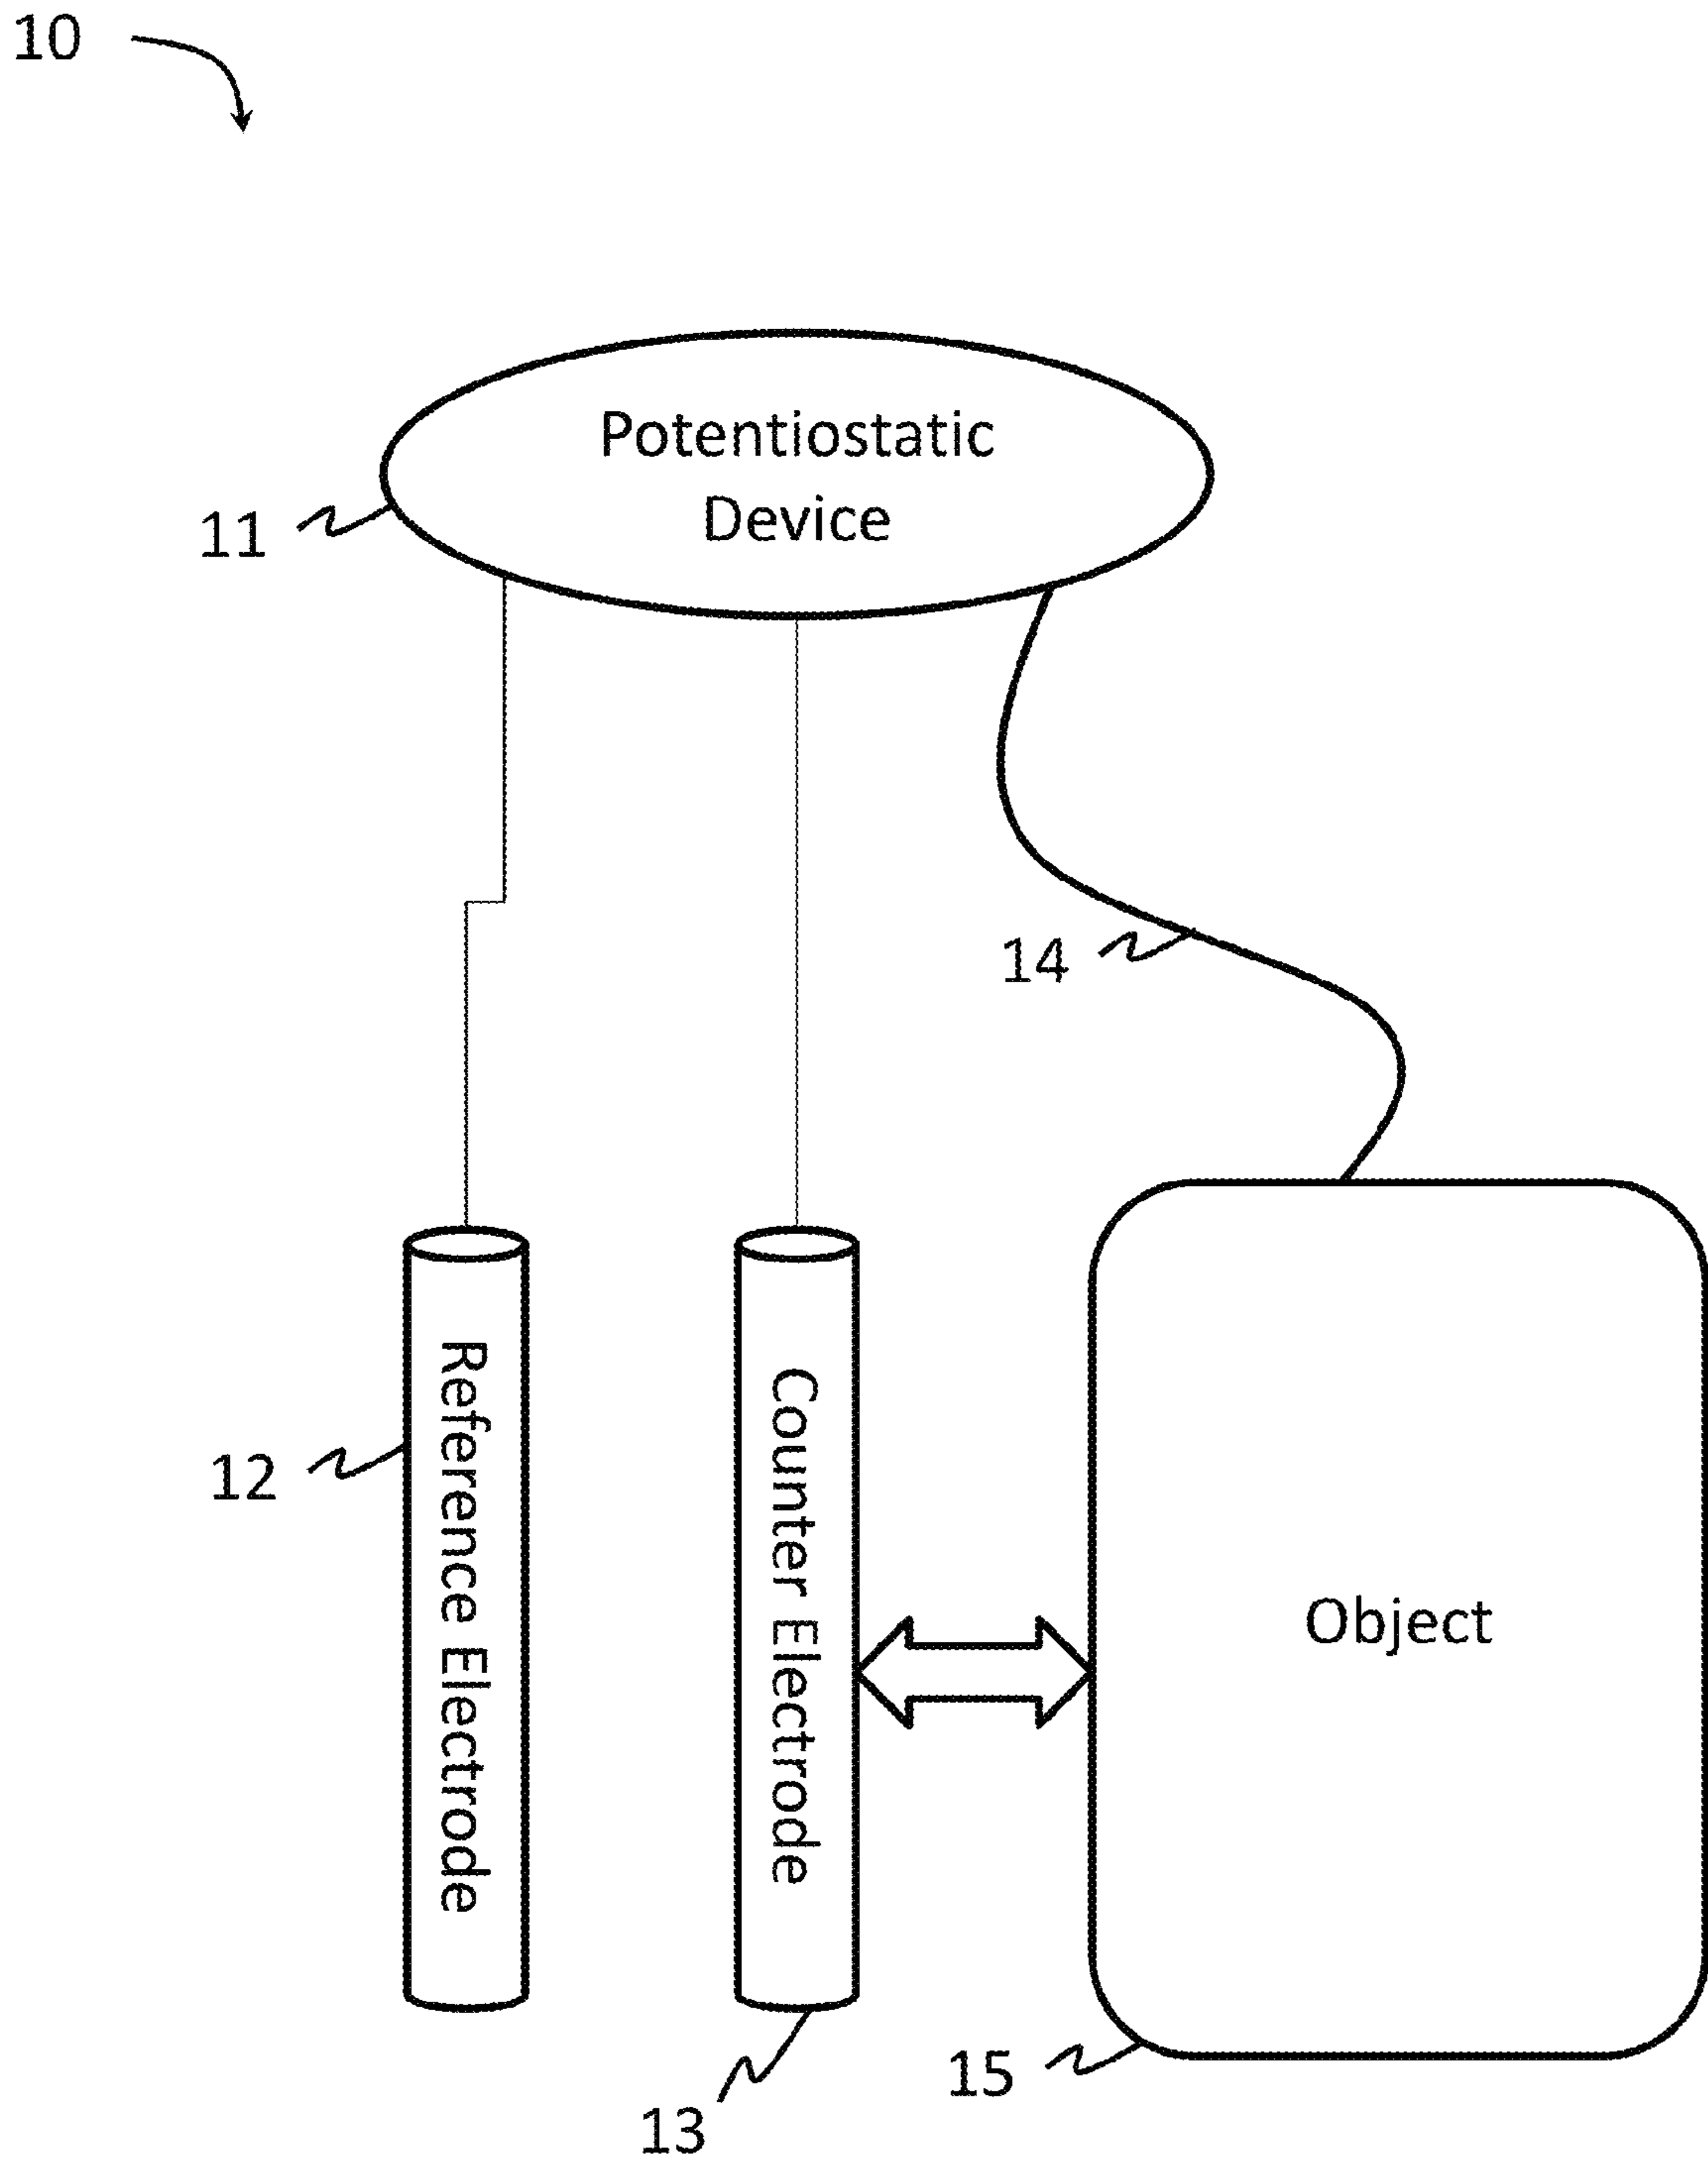 10
Potentiostatic
Device
11
14
Reference Electrode
Counter Electrode
12
Object
15
13